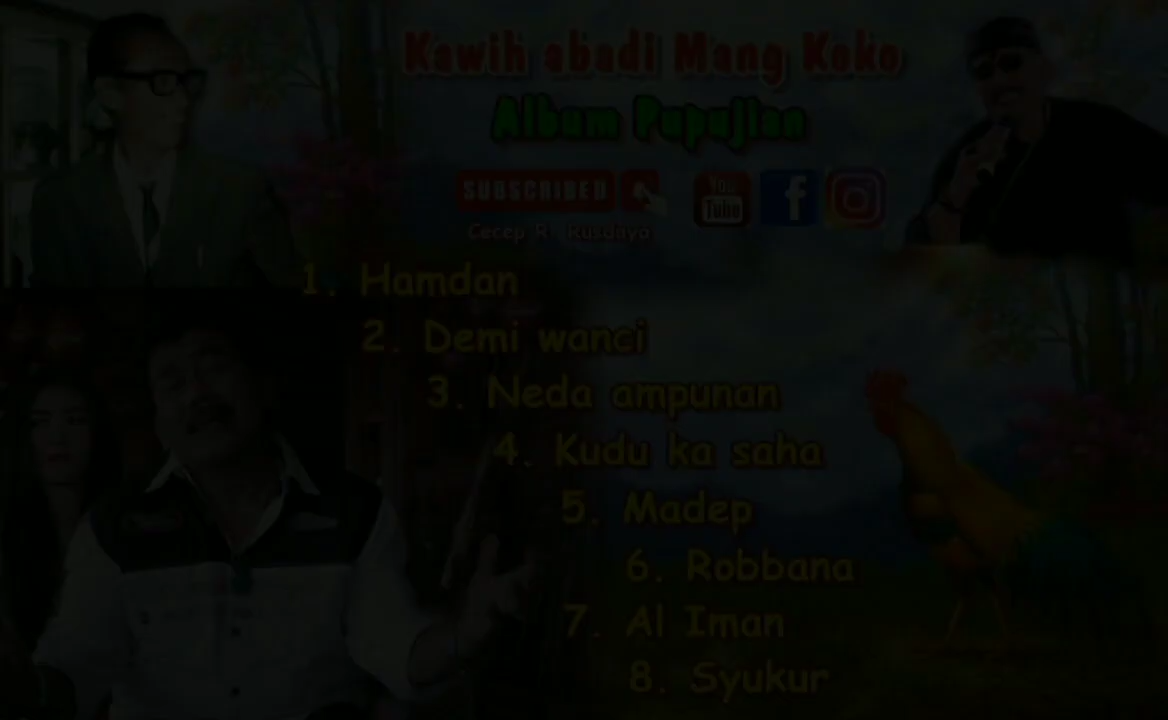 Kawih abadi Mang Koko
Album Pupujian
SUBSCRIBED
You
Tube
Cecep R. Rusdaya
1. Hamdan
2. Demi wanci
3. Neda ampunan
4. Kudu ka saha
5. Madep
6. Robbana
7. Al Iman
8. Syukur